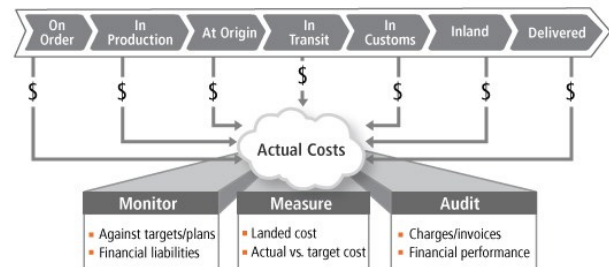 On Order
In Production
At Origin
In Transit
In Customs
Inland
Delivered
$ $ $ $ $ $ $
Actual Costs
Monitor
Against targets/plans
Financial liabilities
Measure
Landed cost
Actual vs. target cost
Audit
Charges/invoices
Financial performance